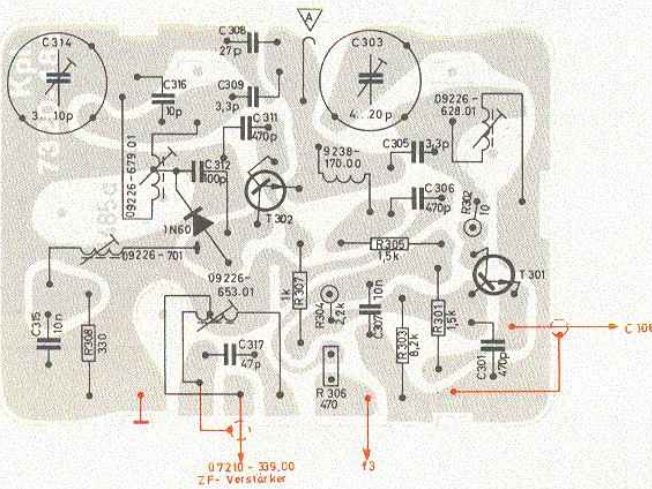 A
C314
3...10p
C316
10p
C308
27p
C309
3,3p
C311
470p
C303
4...20p
09226-
628.01
C305 3,3p
9238-
170.00
C306
470p
R302
10
09226-679.01
C312
100p
T302
1N60
09226-701
09226-
653.01
R305
1,5k
T301
R307
1k
R304
2,2k
C307
10n
R303
8,2k
R301
1,5k
C301
470p
C315
10n
R308
330
C317
47p
R306
470
07210-339.00
ZF-Verstärker
f3